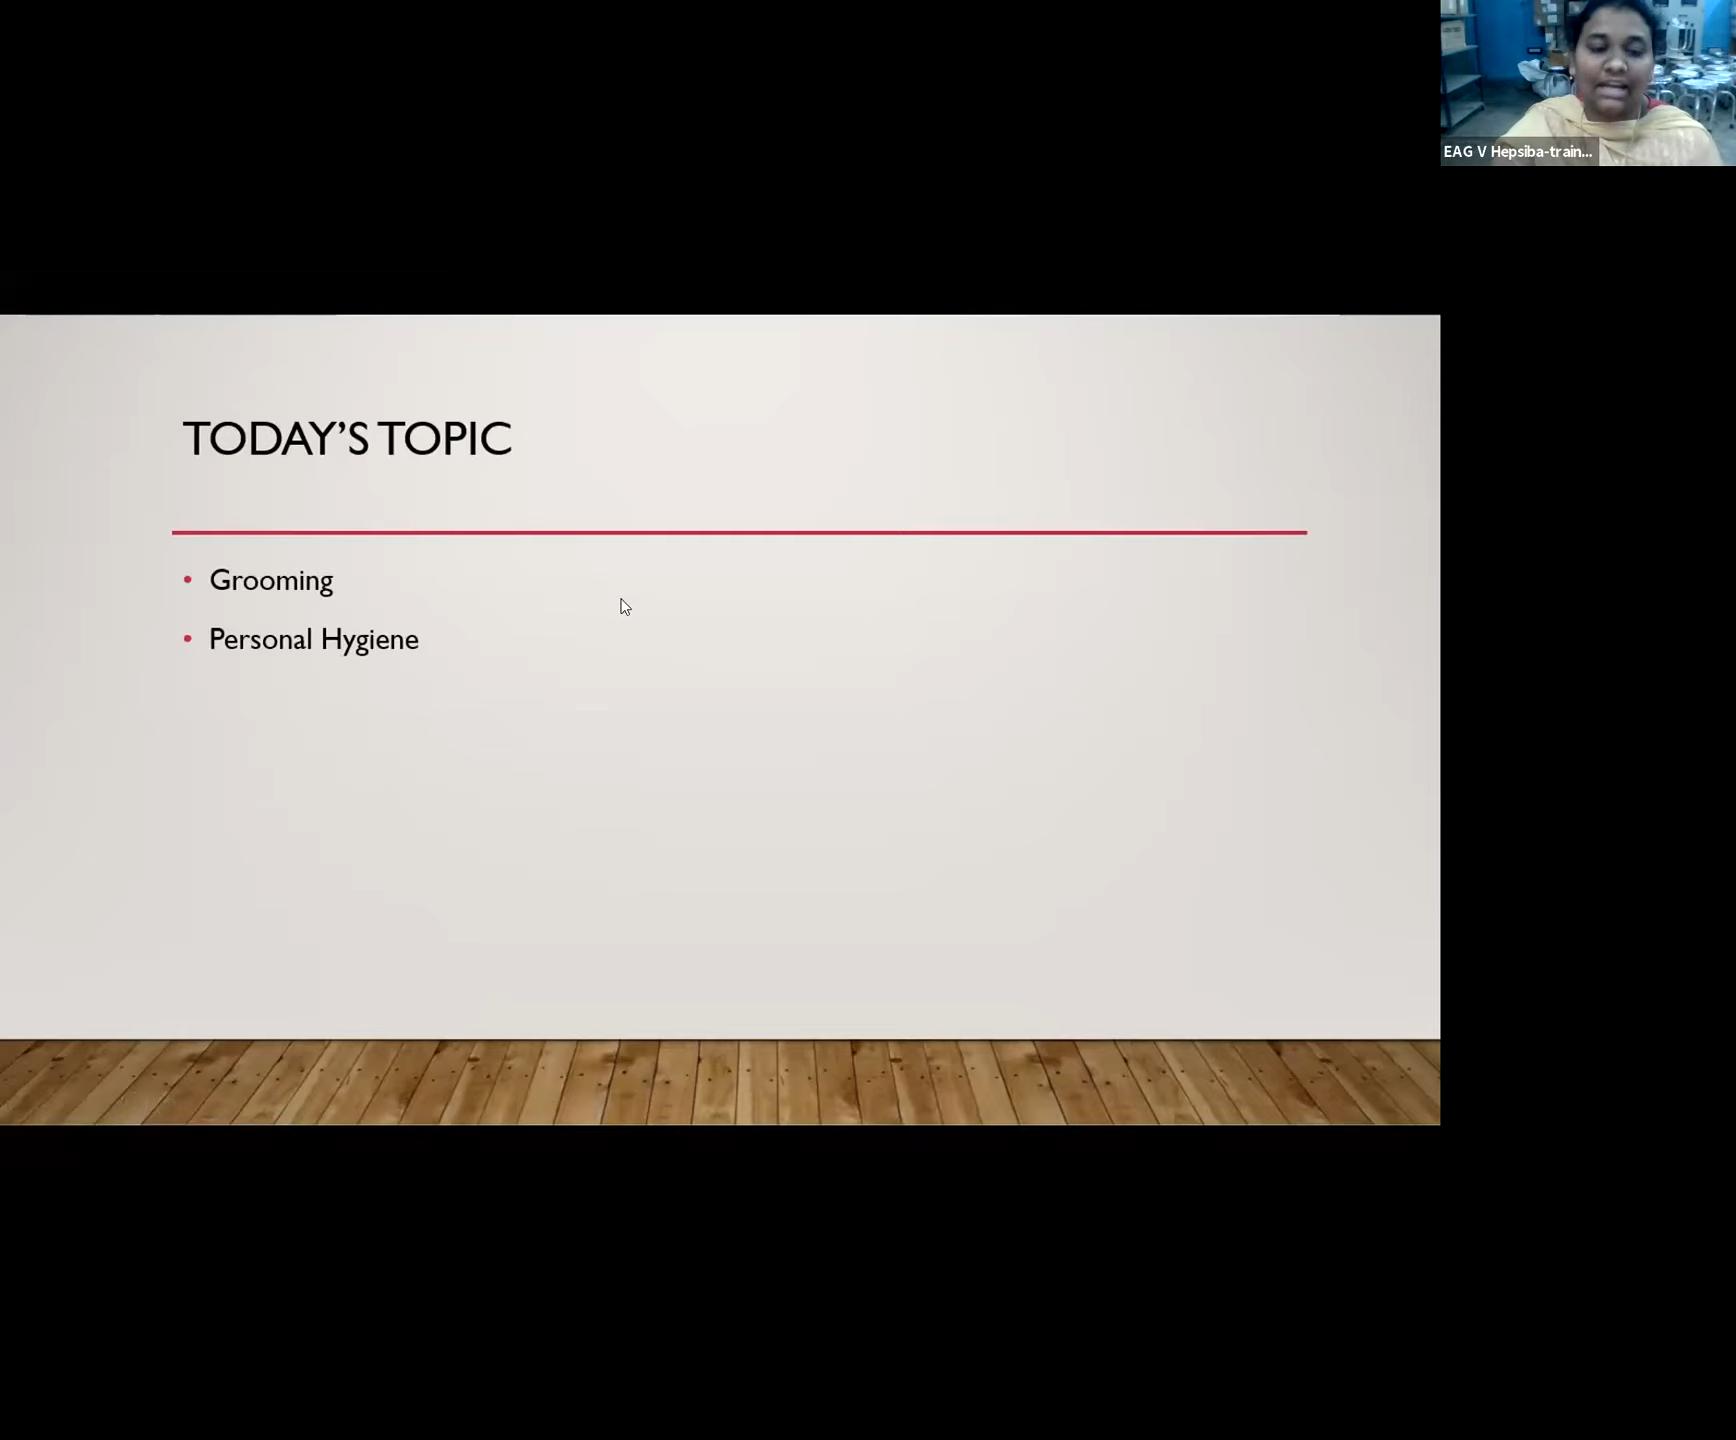 EAG V Hepsiba-train...
TODAY'S TOPIC
• Grooming
• Personal Hygiene